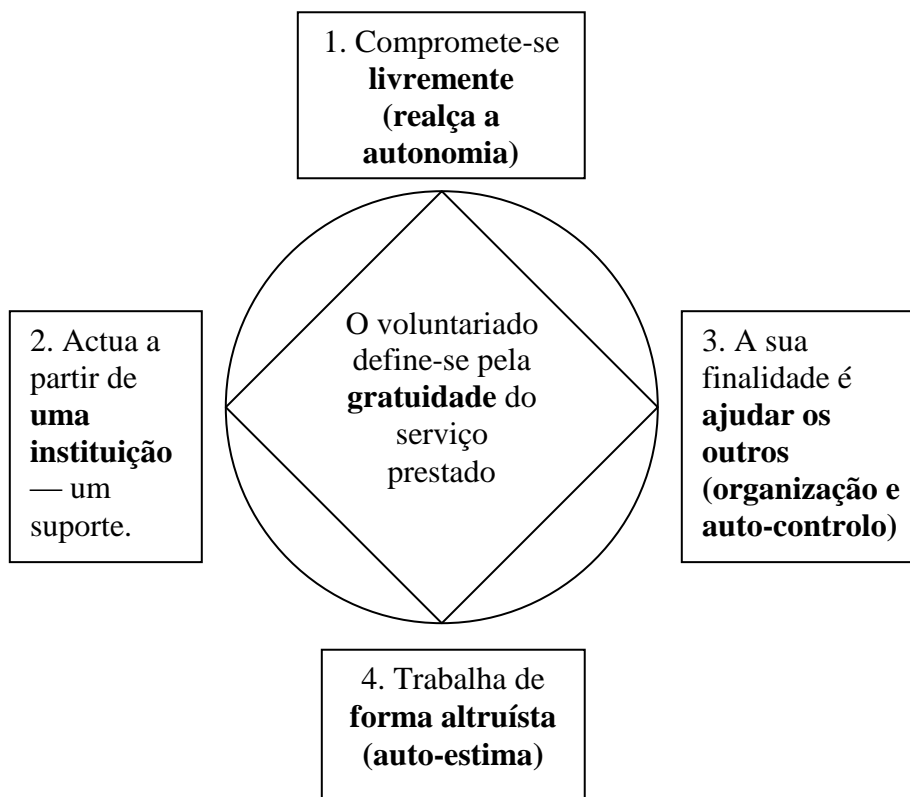 1. Compromete-se
livremente
(realça a
autonomia)
2. Actua a
partir de
uma
instituição
— um
suporte.
O voluntariado
define-se pela
gratuidade do
serviço
prestado
3. A sua
finalidade é
ajudar os
outros
(organização e
auto-controlo)
4. Trabalha de
forma altruísta
(auto-estima)